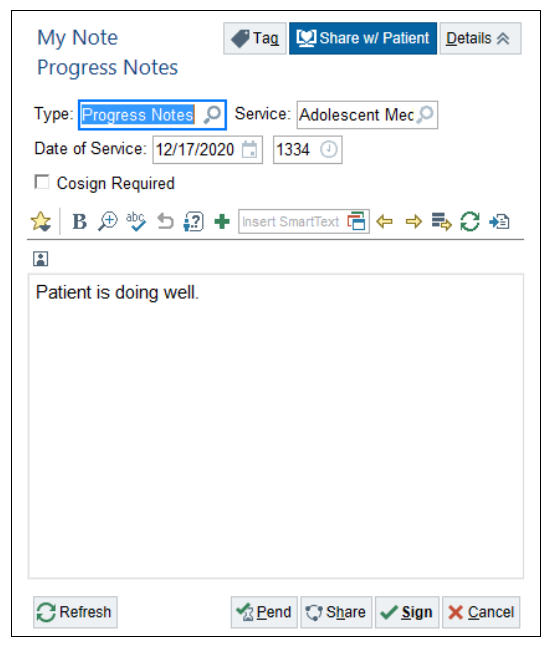 My Note
Progress Notes
Tag
Share w/ Patient
Details
Type: Progress Notes Service: Adolescent Mec
Date of Service: 12/17/2020 1334
Cosign Required
B abc Insert SmartText
Patient is doing well.
Refresh Pend Share Sign Cancel